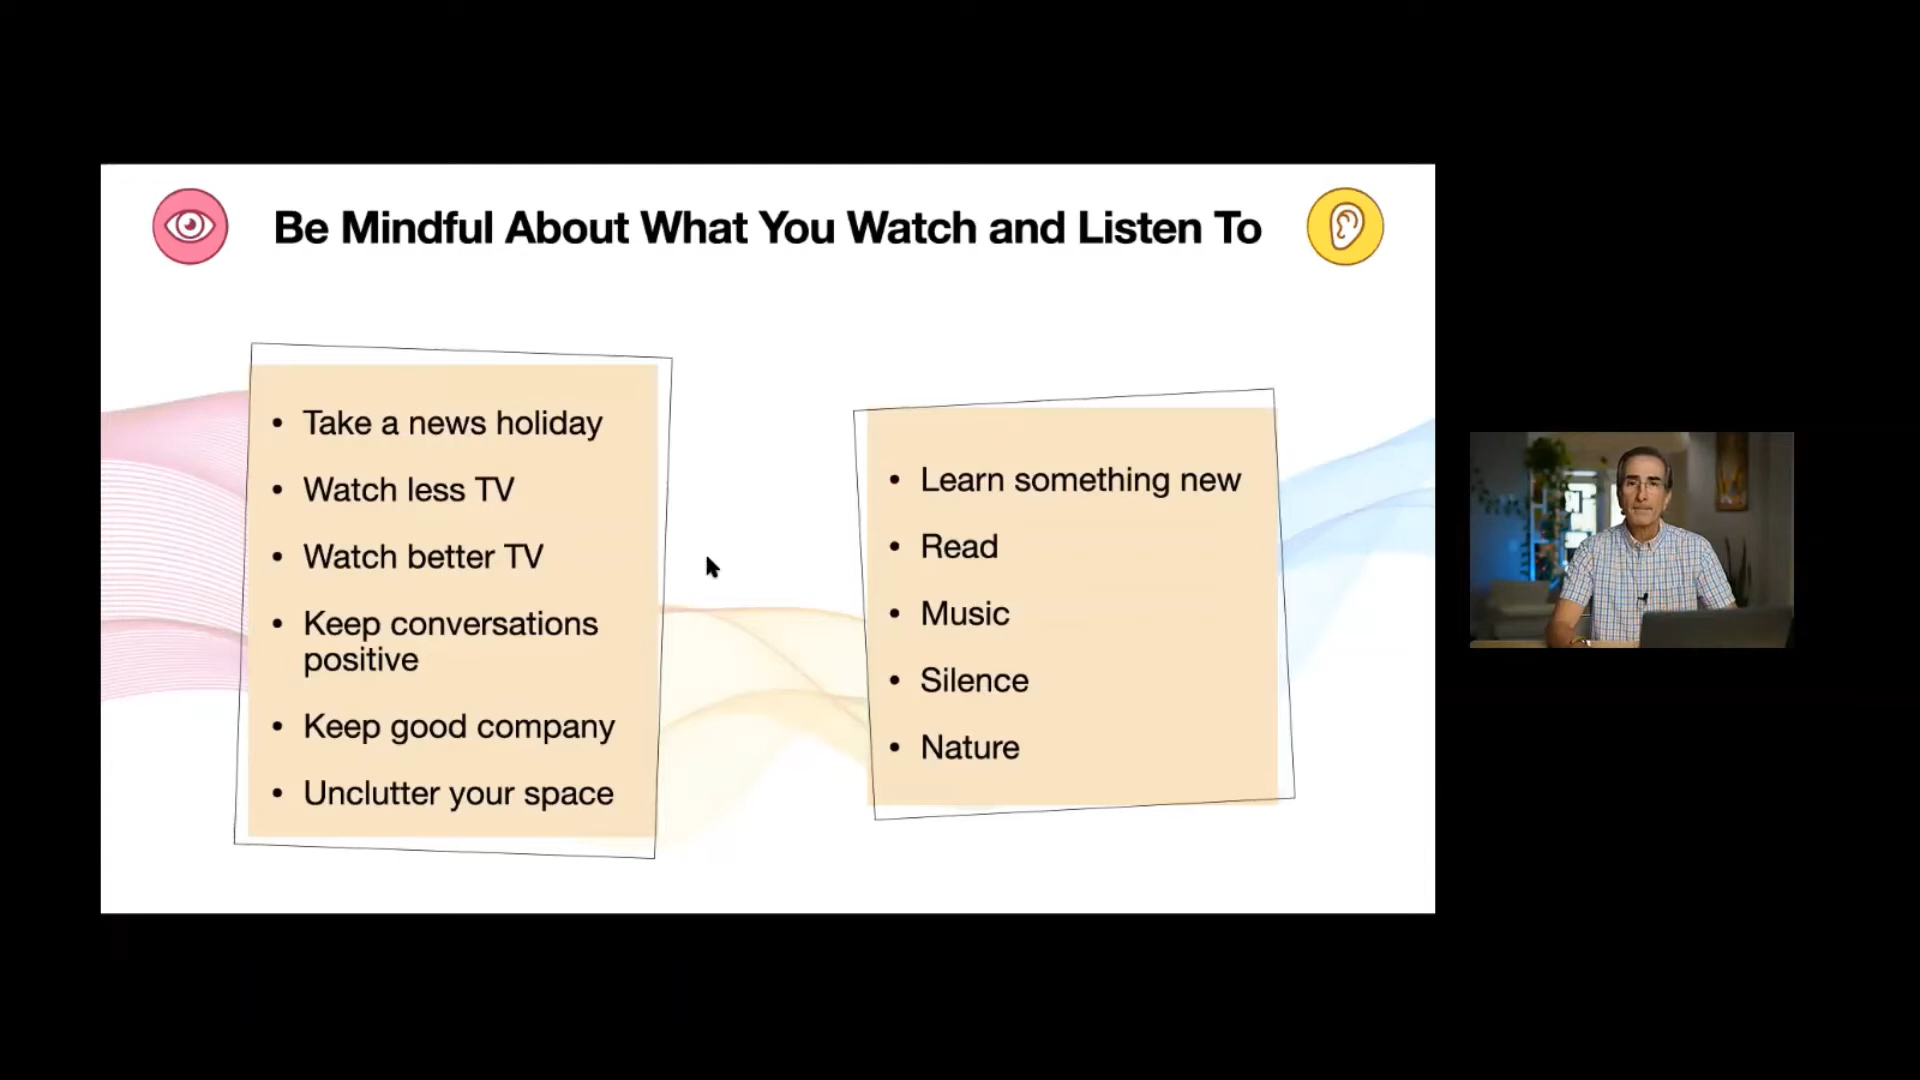 Be Mindful About What You Watch and Listen To
• Take a news holiday
• Watch less TV
• Watch better TV
• Keep conversations
positive
• Keep good company
• Unclutter your space
• Learn something new
• Read
• Music
• Silence
• Nature